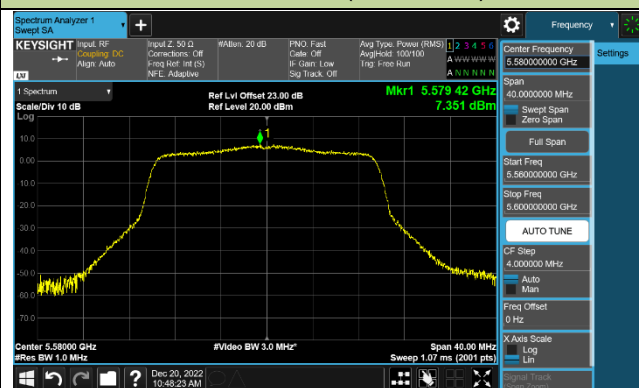 Spectrum Analyzer 1
Swept SA
+
Frequency
KEYSIGHT
Input: RF
Coupling: DC
Align: Auto
Input Z: 50 Ω
Corrections: Off
Freq Ref: Int (S)
NFE: Adaptive
#Atten: 20 dB
PNO: Fast
Gate: Off
IF Gain: Low
Sig Track: Off
Avg Type: Power (RMS)
Avg|Hold: 100/100
Trig: Free Run
1 2 3 4 5 6
A W W W W W
A N N N N N
LXI
1 Spectrum
Scale/Div 10 dB
Log
Ref Lvl Offset 23.00 dB
Ref Level 20.00 dBm
Mkr1 5.579 42 GHz
7.351 dBm
10.0
0.00
-10.0
-20.0
-30.0
-40.0
-50.0
-60.0
-70.0
1
Center 5.58000 GHz
#Res BW 1.0 MHz
#Video BW 3.0 MHz*
Span 40.00 MHz
Sweep 1.07 ms (2001 pts)
Dec 20, 2022
10:48:23 AM
Center Frequency
5.580000000 GHz
Settings
Span
40.0000000 MHz
Swept Span
Zero Span
Full Span
Start Freq
5.560000000 GHz
Stop Freq
5.600000000 GHz
AUTO TUNE
CF Step
4.000000 MHz
Auto
Man
Freq Offset
0 Hz
X Axis Scale
Log
Lin
Signal Track